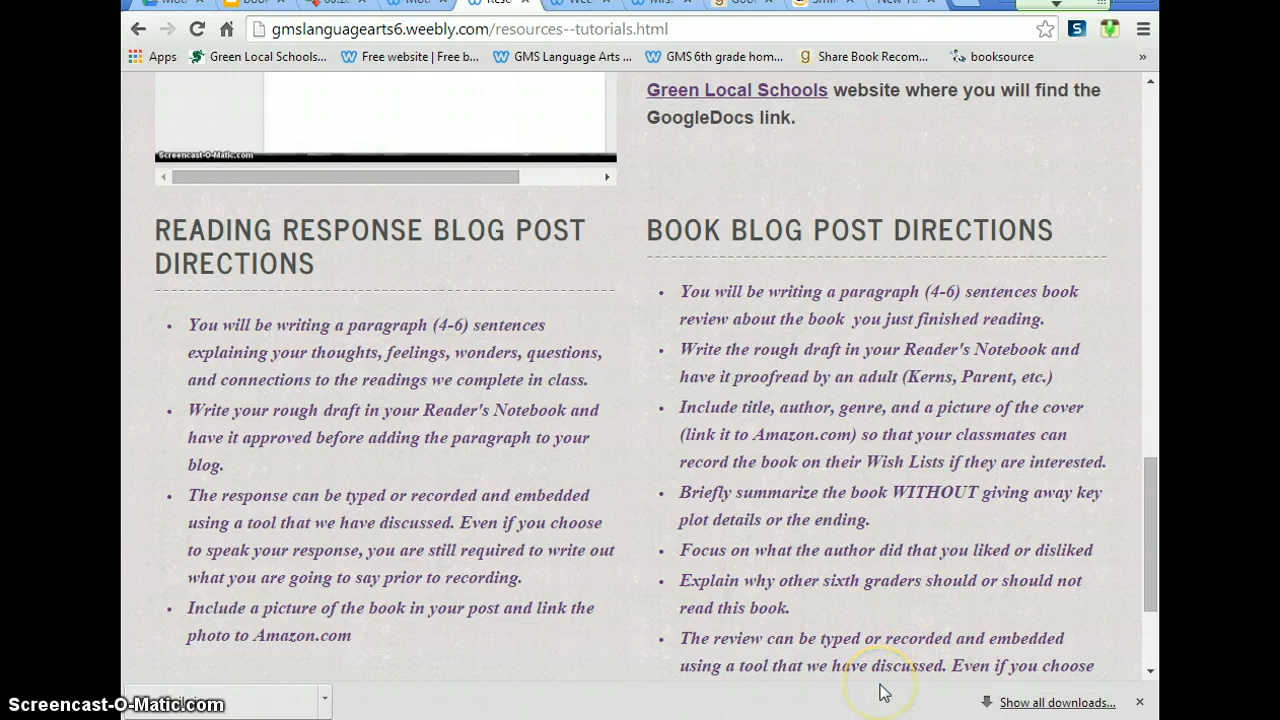 gmslanguagearts6.weebly.com/resources--tutorials.html
Apps
Green Local Schools...
Free website | Free b...
GMS Language Arts ...
GMS 6th grade hom...
Share Book Recom...
booksource
»
Green Local Schools website where you will find the
GoogleDocs link.
Screencast-O-Matic.com
READING RESPONSE BLOG POST
DIRECTIONS
• You will be writing a paragraph (4-6) sentences
explaining your thoughts, feelings, wonders, questions,
and connections to the readings we complete in class.
• Write your rough draft in your Reader's Notebook and
have it approved before adding the paragraph to your
blog.
• The response can be typed or recorded and embedded
using a tool that we have discussed. Even if you choose
to speak your response, you are still required to write out
what you are going to say prior to recording.
• Include a picture of the book in your post and link the
photo to Amazon.com
BOOK BLOG POST DIRECTIONS
• You will be writing a paragraph (4-6) sentences book
review about the book you just finished reading.
• Write the rough draft in your Reader's Notebook and
have it proofread by an adult (Kerns, Parent, etc.)
• Include title, author, genre, and a picture of the cover
(link it to Amazon.com) so that your classmates can
record the book on their Wish Lists if they are interested.
• Briefly summarize the book WITHOUT giving away key
plot details or the ending.
• Focus on what the author did that you liked or disliked
• Explain why other sixth graders should or should not
read this book.
• The review can be typed or recorded and embedded
using a tool that we have discussed. Even if you choose
Show all downloads...
Screencast-O-Matic.com